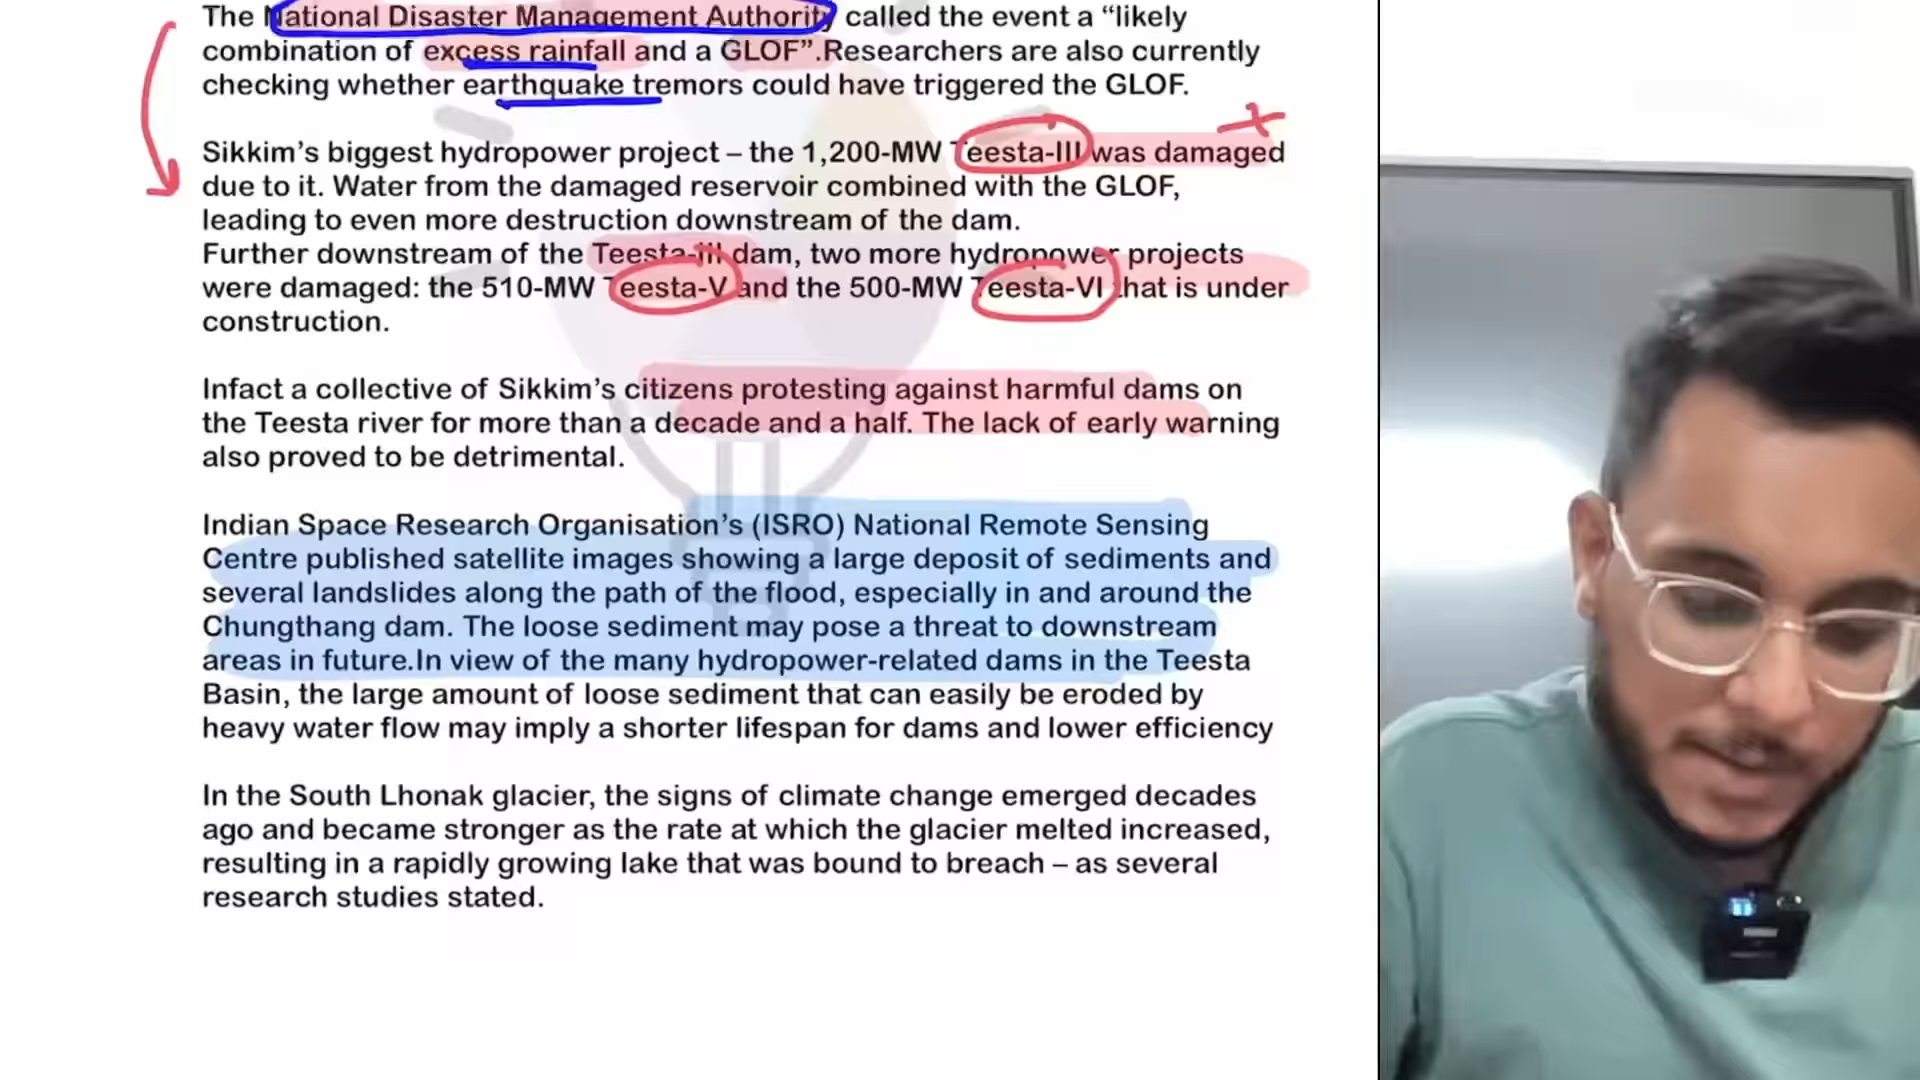 The National Disaster Management Authority called the event a “likely
combination of excess rainfall and a GLOF”.Researchers are also currently
checking whether earthquake tremors could have triggered the GLOF.
Sikkim’s biggest hydropower project – the 1,200-MW Teesta-III was damaged
due to it. Water from the damaged reservoir combined with the GLOF,
leading to even more destruction downstream of the dam.
Further downstream of the Teesta-III dam, two more hydropower projects
were damaged: the 510-MW Teesta-V and the 500-MW Teesta-VI that is under
construction.
Infact a collective of Sikkim’s citizens protesting against harmful dams on
the Teesta river for more than a decade and a half. The lack of early warning
also proved to be detrimental.
Indian Space Research Organisation’s (ISRO) National Remote Sensing
Centre published satellite images showing a large deposit of sediments and
several landslides along the path of the flood, especially in and around the
Chungthang dam. The loose sediment may pose a threat to downstream
areas in future.In view of the many hydropower-related dams in the Teesta
Basin, the large amount of loose sediment that can easily be eroded by
heavy water flow may imply a shorter lifespan for dams and lower efficiency
In the South Lhonak glacier, the signs of climate change emerged decades
ago and became stronger as the rate at which the glacier melted increased,
resulting in a rapidly growing lake that was bound to breach – as several
research studies stated.